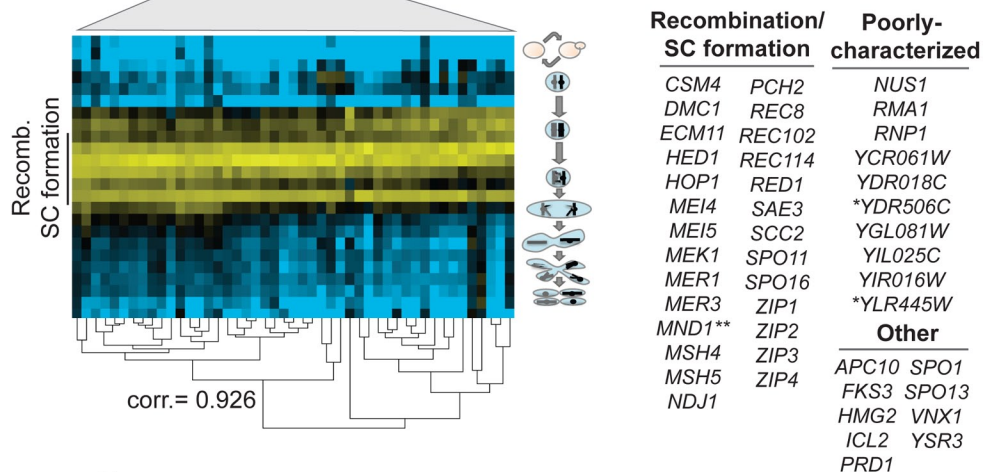 Recomb.
SC formation
corr.= 0.926
Recombination/
SC formation
CSM4
DMC1
ECM11
HED1
HOP1
MEI4
MEI5
MEK1
MER1
MER3
MND1**
MSH4
MSH5
NDJ1
PCH2
REC8
REC102
REC114
RED1
SAE3
SCC2
SPO11
SPO16
ZIP1
ZIP2
ZIP3
ZIP4
Poorly-
characterized
NUS1
RMA1
RNP1
YCR061W
YDR018C
*YDR506C
YGL081W
YIL025C
YIR016W
*YLR445W
Other
APC10
FKS3
HMG2
ICL2
PRD1
SPO1
SPO13
VNX1
YSR3